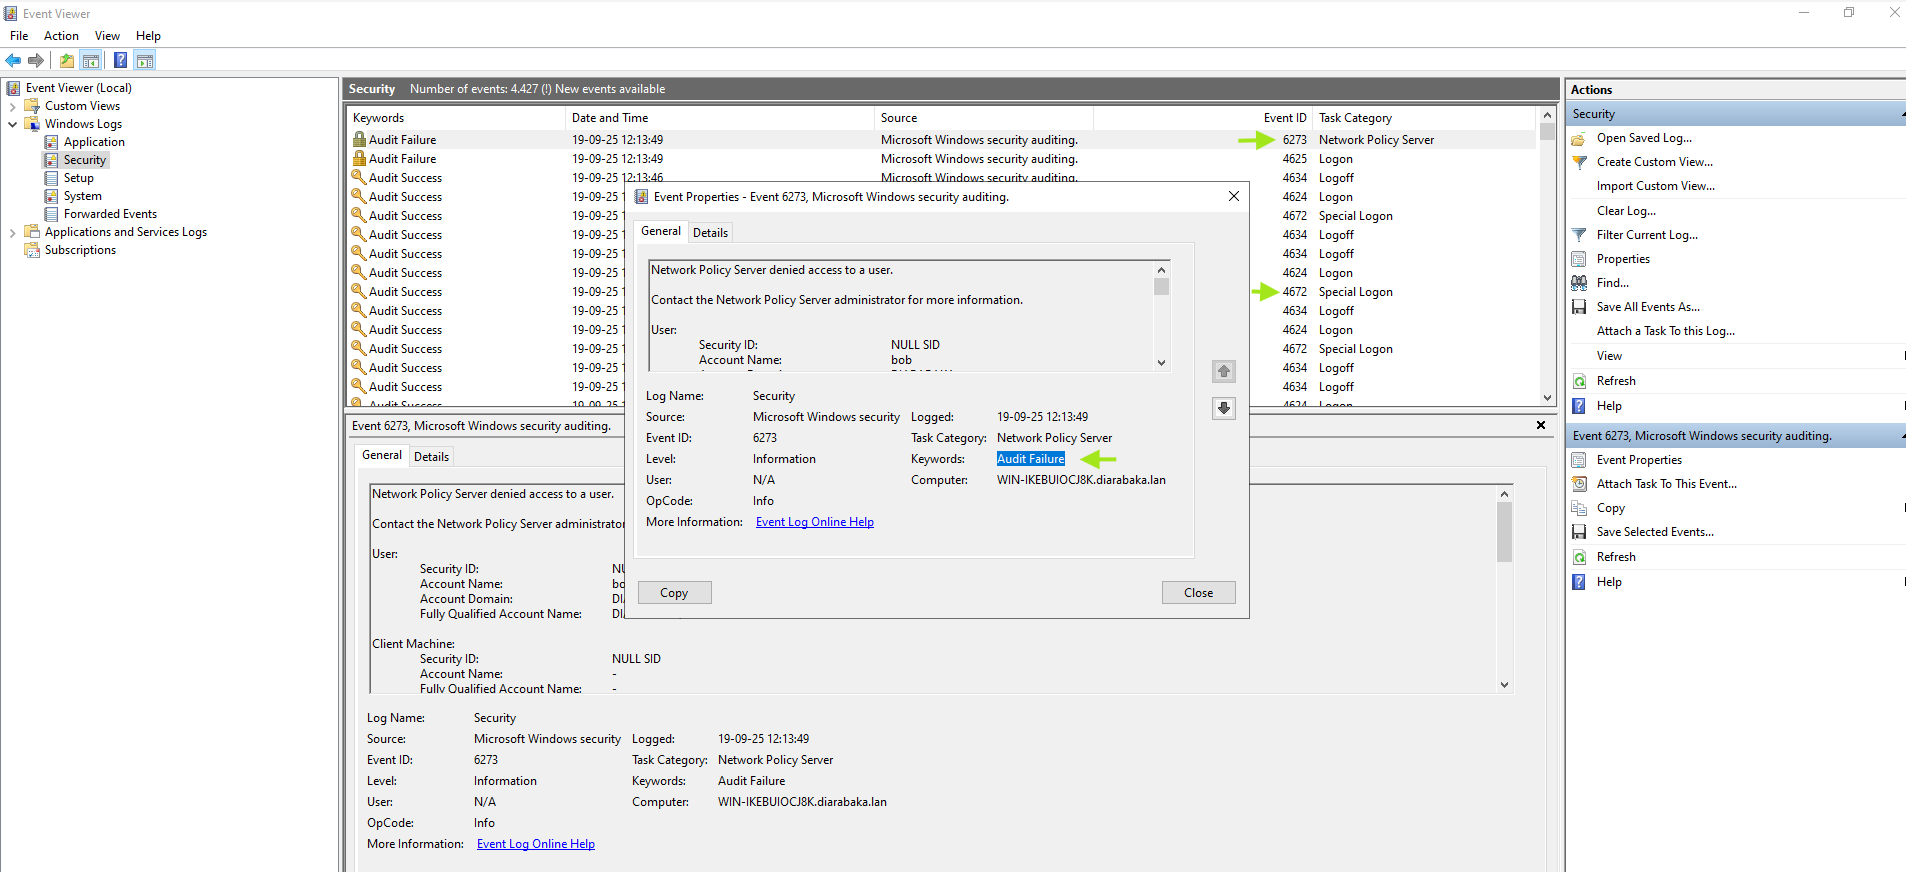 Event Viewer
File Action View Help
Event Viewer (Local)
Custom Views
Windows Logs
Application
Security
Setup
System
Forwarded Events
Applications and Services Logs
Subscriptions
Security Number of events: 4.427 (!) New events available
Keywords Date and Time Source Event ID Task Category
Audit Failure 19-09-25 12:13:49 Microsoft Windows security auditing. 6273 Network Policy Server
Audit Failure 19-09-25 12:13:49 Microsoft Windows security auditing. 4625 Logon
Audit Success 19-09-25 12:13:46 Microsoft Windows security auditing. 4634 Logoff
Audit Success 19-09-25 1 4624 Logon
Audit Success 19-09-25 1 4672 Special Logon
Audit Success 19-09-25 1 4634 Logoff
Audit Success 19-09-25 1 4634 Logoff
Audit Success 19-09-25 1 4624 Logon
Audit Success 19-09-25 1 4672 Special Logon
Audit Success 19-09-25 1 4634 Logoff
Audit Success 19-09-25 1 4624 Logon
Audit Success 19-09-25 1 4672 Special Logon
Audit Success 19-09-25 1 4634 Logoff
Audit Success 19-09-25 1 4634 Logoff
Audit Success 19-09-25 1 4624 Logon
Event Properties - Event 6273, Microsoft Windows security auditing.
General Details
Network Policy Server denied access to a user.
Contact the Network Policy Server administrator for more information.
User:
Security ID: NULL SID
Account Name: bob
Log Name: Security
Source: Microsoft Windows security Logged: 19-09-25 12:13:49
Event ID: 6273 Task Category: Network Policy Server
Level: Information Keywords: Audit Failure
User: N/A Computer: WIN-IKEBUIOCJ8K.diarabaka.lan
OpCode: Info
More Information: Event Log Online Help
Copy Close
Event 6273, Microsoft Windows security auditing.
General Details
Network Policy Server denied access to a user.
Contact the Network Policy Server administrator
User:
Security ID: NU
Account Name: bo
Account Domain: DI
Fully Qualified Account Name: DI
Client Machine:
Security ID: NULL SID
Account Name: -
Fully Qualified Account Name: -
Log Name: Security
Source: Microsoft Windows security Logged: 19-09-25 12:13:49
Event ID: 6273 Task Category: Network Policy Server
Level: Information Keywords: Audit Failure
User: N/A Computer: WIN-IKEBUIOCJ8K.diarabaka.lan
OpCode: Info
More Information: Event Log Online Help
Actions
Security
Open Saved Log...
Create Custom View...
Import Custom View...
Clear Log...
Filter Current Log...
Properties
Find...
Save All Events As...
Attach a Task To this Log...
View
Refresh
Help
Event 6273, Microsoft Windows security auditing.
Event Properties
Attach Task To This Event...
Copy
Save Selected Events...
Refresh
Help